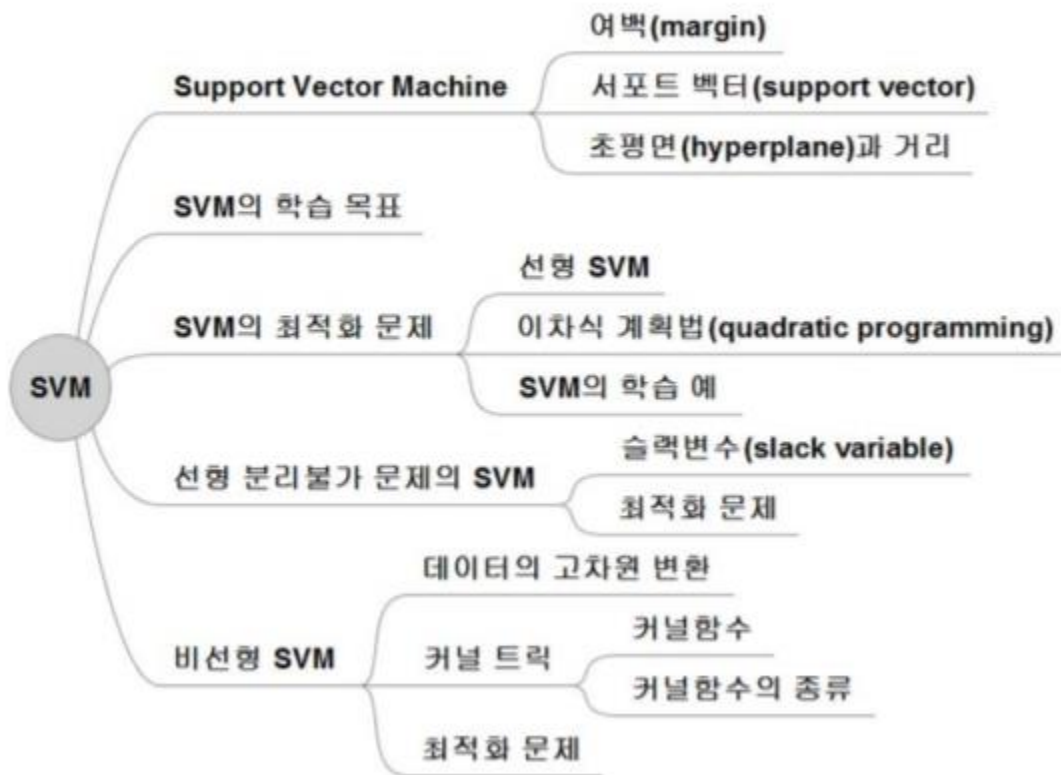 SVM
Support Vector Machine
여백(margin)
서포트 벡터(support vector)
초평면(hyperplane)과 거리
SVM의 학습 목표
SVM의 최적화 문제
선형 SVM
이차식 계획법(quadratic programming)
SVM의 학습 예
선형 분리불가 문제의 SVM
슬랙변수(slack variable)
최적화 문제
비선형 SVM
데이터의 고차원 변환
커널 트릭
커널함수
커널함수의 종류
최적화 문제